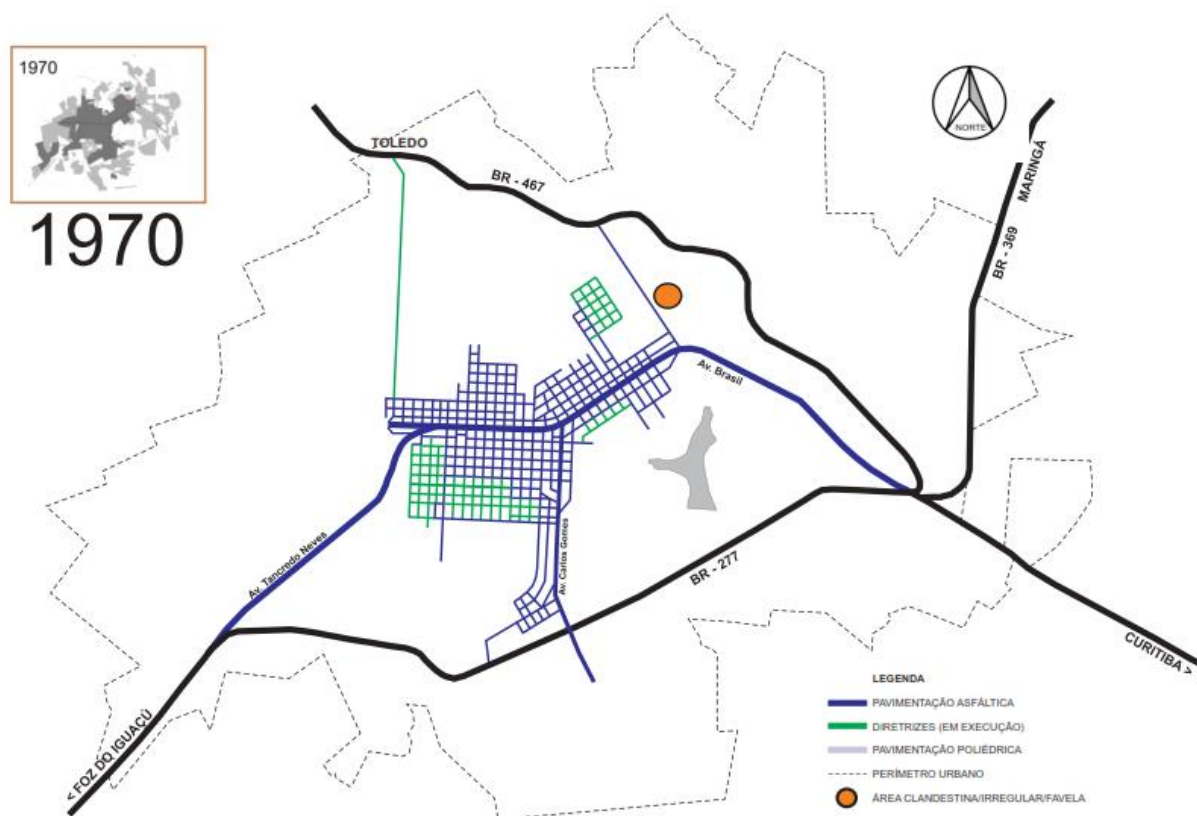 1970
1970
NORTE
TOLEDO
BR - 467
MARINGÁ
BR - 369
Av. Brasil
Av. Tancredo Neves
Av. Carlos Gomes
BR - 277
CURITIBA >
< FOZ DO IGUAÇÚ
LEGENDA
PAVIMENTAÇÃO ASFÁLTICA
DIRETRIZES (EM EXECUÇÃO)
PAVIMENTAÇÃO POLIÉDRICA
PERÍMETRO URBANO
ÁREA CLANDESTINA/IRREGULAR/FAVELA